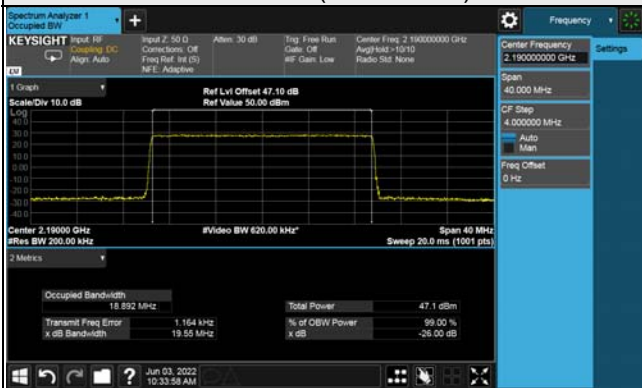 Spectrum Analyzer 1
Occupied BW
Frequency
KEYSIGHT
Input: RF
Coupling: DC
Align: Auto
Input Z: 50 Ω
Corrections: Off
Freq Ref: Int (S)
NFE: Adaptive
Atten: 30 dB
Trig: Free Run
Gate: Off
#IF Gain: Low
Center Freq: 2.190000000 GHz
Avg|Hold:>10/10
Radio Std: None
Center Frequency
2.190000000 GHz
Settings
Span
40.000 MHz
CF Step
4.000000 MHz
Auto
Man
Freq Offset
0 Hz
1 Graph
Scale/Div 10.0 dB
Ref Lvl Offset 47.10 dB
Ref Value 50.00 dBm
Log
40.0
30.0
20.0
10.0
0.00
-10.0
-20.0
-30.0
-40.0
Center 2.19000 GHz
#Video BW 620.00 kHz*
Span 40 MHz
#Res BW 200.00 kHz
Sweep 20.0 ms (1001 pts)
2 Metrics
Occupied Bandwidth
18.892 MHz
Total Power
47.1 dBm
Transmit Freq Error
1.164 kHz
% of OBW Power
99.00 %
x dB Bandwidth
19.55 MHz
x dB
-26.00 dB
Jun 03, 2022
10:33:58 AM